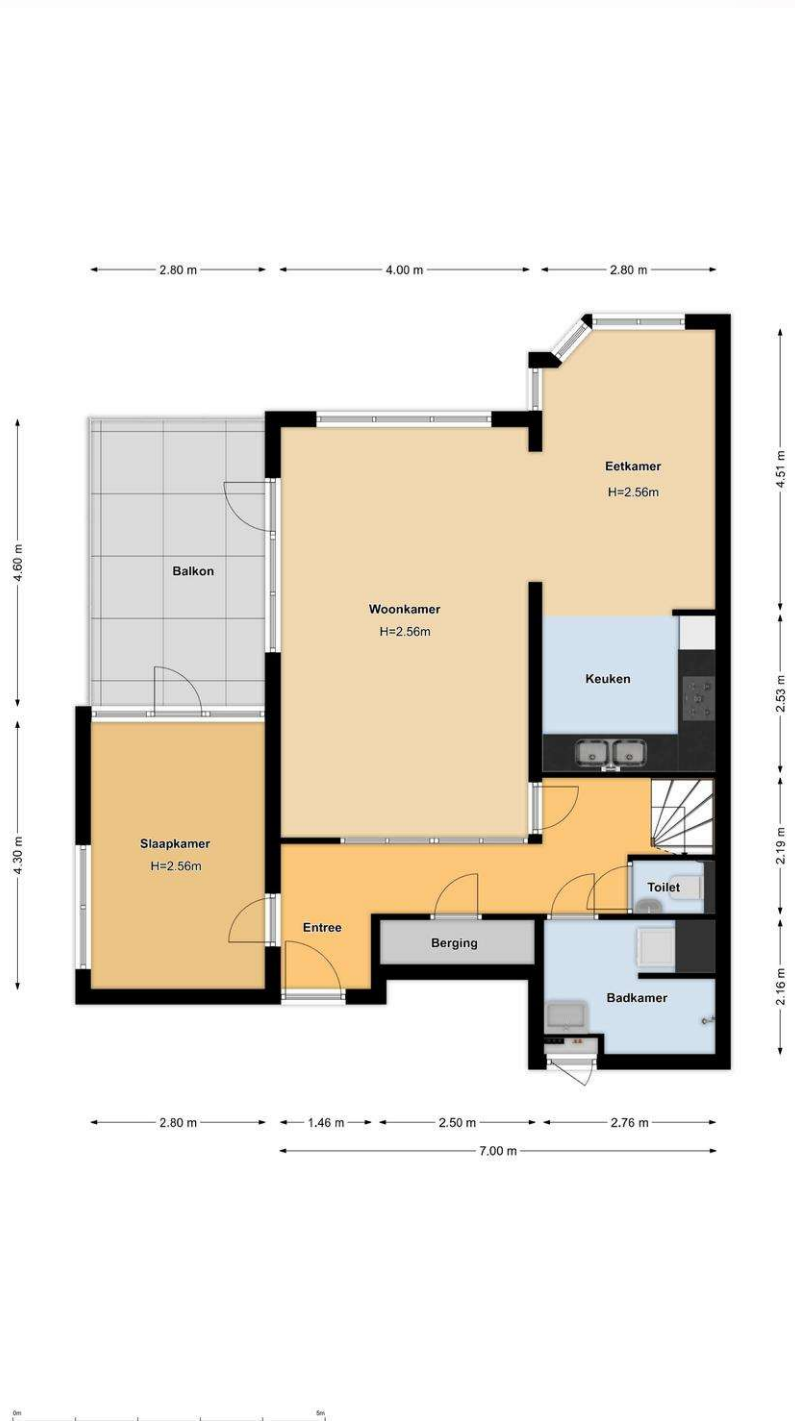 2.80 m
4.00 m
2.80 m
4.51 m
Eetkamer
H=2.56m
4.60 m
Balkon
Woonkamer
H=2.56m
Keuken
2.53 m
Slaapkamer
H=2.56m
4.30 m
2.19 m
Toilet
Entree
Berging
Badkamer
2.16 m
2.80 m
1.46 m
2.50 m
2.76 m
7.00 m
0m
5m